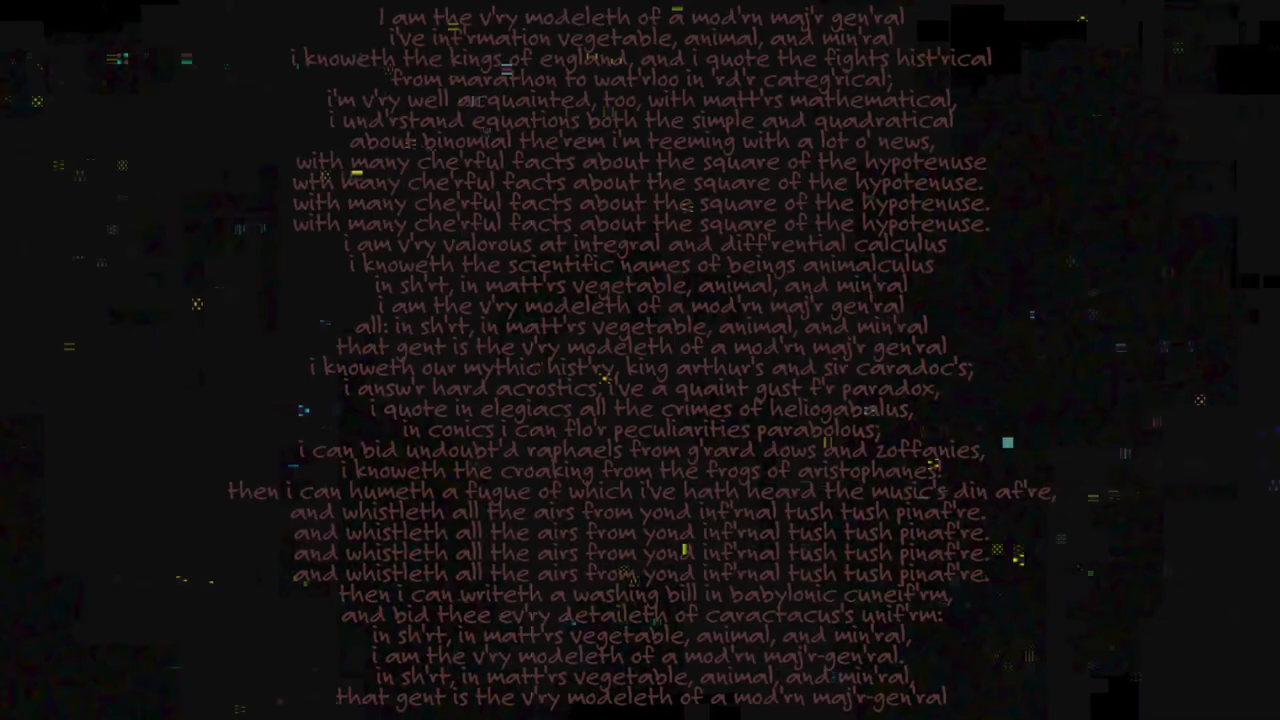 I am the v'ry modeleth of a mod'rn maj'r gen'ral
i've int'rmation vegetable, animal, and min'ral
i knoweth the kings of england, and i quote the fights hist'rical
from marathon to wat'rloo in 'rd'r categ'rical;
i'm v'ry well acquainted, too, with matt'rs mathematical,
i und'rstand equations both the simple and quadratical
about binomial the'rem i'm teeming with a lot o' news,
with many che'rful facts about the square of the hypotenuse
wth many che'rful facts about the square of the hypotenuse.
with many che'rful facts about the square of the hypotenuse.
with many che'rful facts about the square of the hypotenuse.
i am v'ry valorous at integral and diff'rential calculus
i knoweth the scientific names of beings animalculus
in sh'rt, in matt'rs vegetable, animal, and min'ral
i am the v'ry modeleth of a mod'rn maj'r gen'ral
all: in sh'rt, in matt'rs vegetable, animal, and min'ral
that gent is the v'ry modeleth of a mod'rn maj'r gen'ral
i knoweth our mythic hist'ry, king arthur's and sir caradoc's;
i answ'r hard acrostics, i've a quaint gust f'r paradox,
i quote in elegiacs all the crimes of heliogabalus,
in conics i can flo'r peculiarities parabolous;
i can bid undoubt'd raphaels from g'rard dows and zoffanies,
i knoweth the croaking from the frogs of aristophanes
then i can humeth a fugue of which i've hath heard the music's din af're,
and whistleth all the airs from yond inf'rnal tush tush pinaf're.
and whistleth all the airs from yond inf'rnal tush tush pinaf're.
and whistleth all the airs from yond inf'rnal tush tush pinaf're.
and whistleth all the airs from yond inf'rnal tush tush pinaf're.
then i can writeth a washing bill in babylonic cuneif'rm,
and bid thee ev'ry detaileth of caractacus's unif'rm:
in sh'rt, in matt'rs vegetable, animal, and min'ral,
i am the v'ry modeleth of a mod'rn maj'r-gen'ral.
in sh'rt, in matt'rs vegetable, animal, and min'ral,
that gent is the v'ry modeleth of a mod'rn maj'r-gen'ral